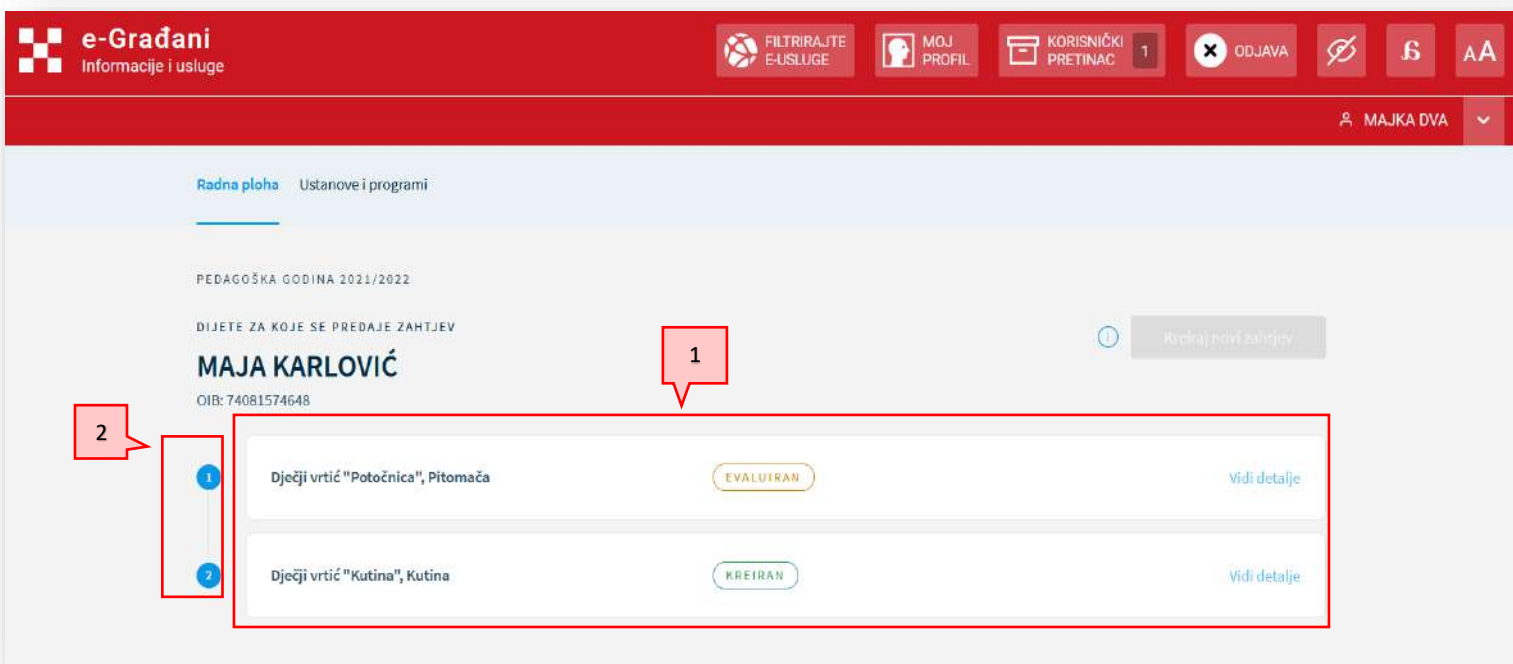 e-Građani
Informacije i usluge
FILTRIRAJTE
E-USLUGE
MOJ
PROFIL
KORISNIČKI
PRETINAC
1
ODJAVA
AA
MAJKA DVA
Radna ploha Ustanove i programi
PEDAGOŠKA GODINA 2021/2022
DIJETE ZA KOJE SE PREDAJE ZAHTJEV
Kreiraj novi zahtjev
MAJA KARLOVIĆ
OIB: 74081574648
1
2
1 Dječji vrtić "Potočnica", Pitomača EVALUIRAN Vidi detalje
2 Dječji vrtić "Kutina", Kutina KREIRAN Vidi detalje